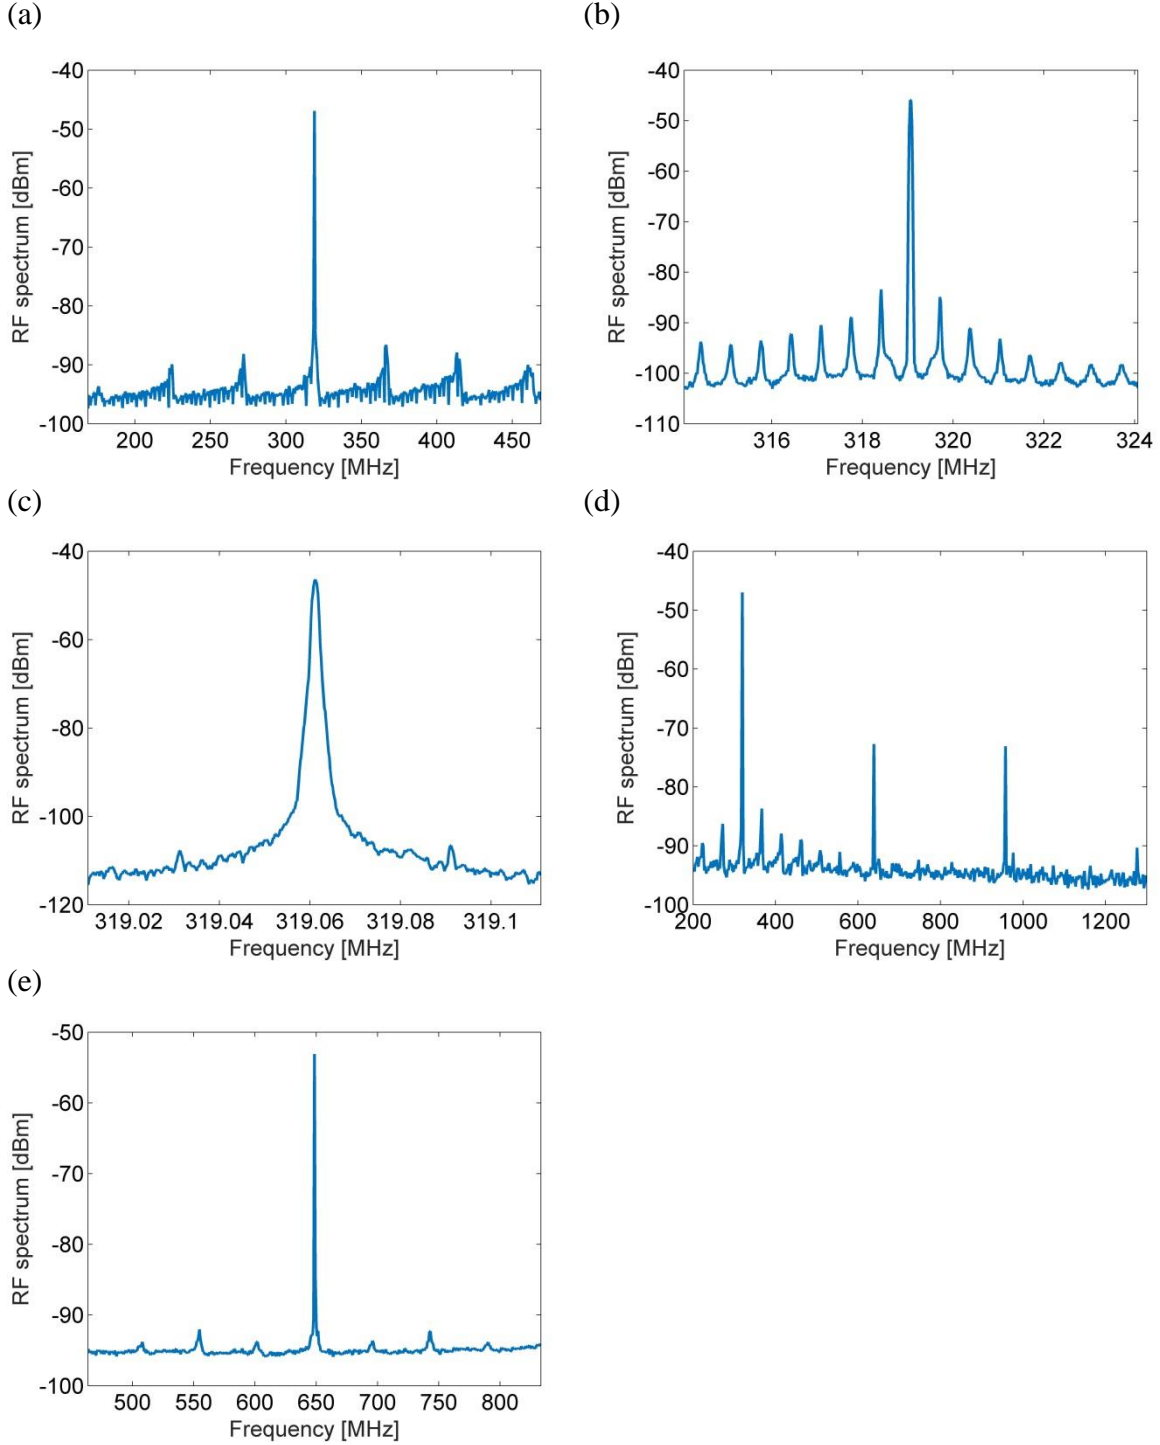 (a)
(b)
-40
-50
-60
-70
-80
-90
-100
RF spectrum [dBm]
200 250 300 350 400 450
Frequency [MHz]
-40
-50
-60
-70
-80
-90
-100
-110
RF spectrum [dBm]
316 318 320 322 324
Frequency [MHz]
(c)
(d)
-40
-60
-80
-100
-120
RF spectrum [dBm]
319.02 319.04 319.06 319.08 319.1
Frequency [MHz]
-40
-50
-60
-70
-80
-90
-100
RF spectrum [dBm]
200 400 600 800 1000 1200
Frequency [MHz]
(e)
-50
-60
-70
-80
-90
-100
RF spectrum [dBm]
500 550 600 650 700 750 800
Frequency [MHz]